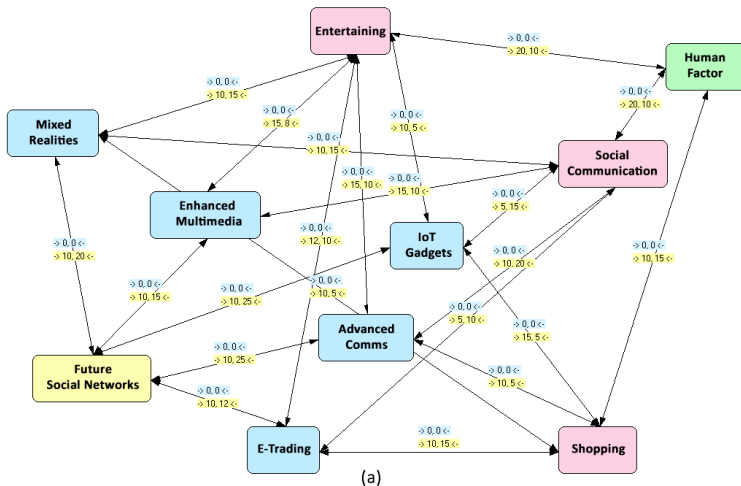 Entertaining
-> 0, 0 <-
-> 20, 10 <-
Human
Factor
-> 0, 0 <-
-> 10, 15 <-
-> 0, 0 <-
-> 20, 10 <-
Mixed
Realities
-> 0, 0 <-
-> 15, 8 <-
-> 0, 0 <-
-> 10, 5 <-
-> 0, 0 <-
-> 10, 15 <-
Social
Communication
-> 0, 0 <-
-> 15, 10 <-
-> 0, 0 <-
-> 15, 10 <-
-> 0, 0 <-
-> 5, 15 <-
Enhanced
Multimedia
IoT
Gadgets
-> 0, 0 <-
-> 12, 10 <-
-> 0, 0 <-
-> 10, 20 <-
-> 0, 0 <-
-> 10, 20 <-
-> 0, 0 <-
-> 10, 15 <-
-> 0, 0 <-
-> 10, 15 <-
-> 0, 0 <-
-> 10, 25 <-
-> 0, 0 <-
-> 10, 5 <-
-> 0, 0 <-
-> 5, 10 <-
-> 0, 0 <-
-> 15, 5 <-
Advanced
Comms
Future
Social Networks
-> 0, 0 <-
-> 10, 25 <-
-> 0, 0 <-
-> 10, 5 <-
-> 0, 0 <-
-> 10, 12 <-
E-Trading
-> 0, 0 <-
-> 10, 15 <-
Shopping
(a)